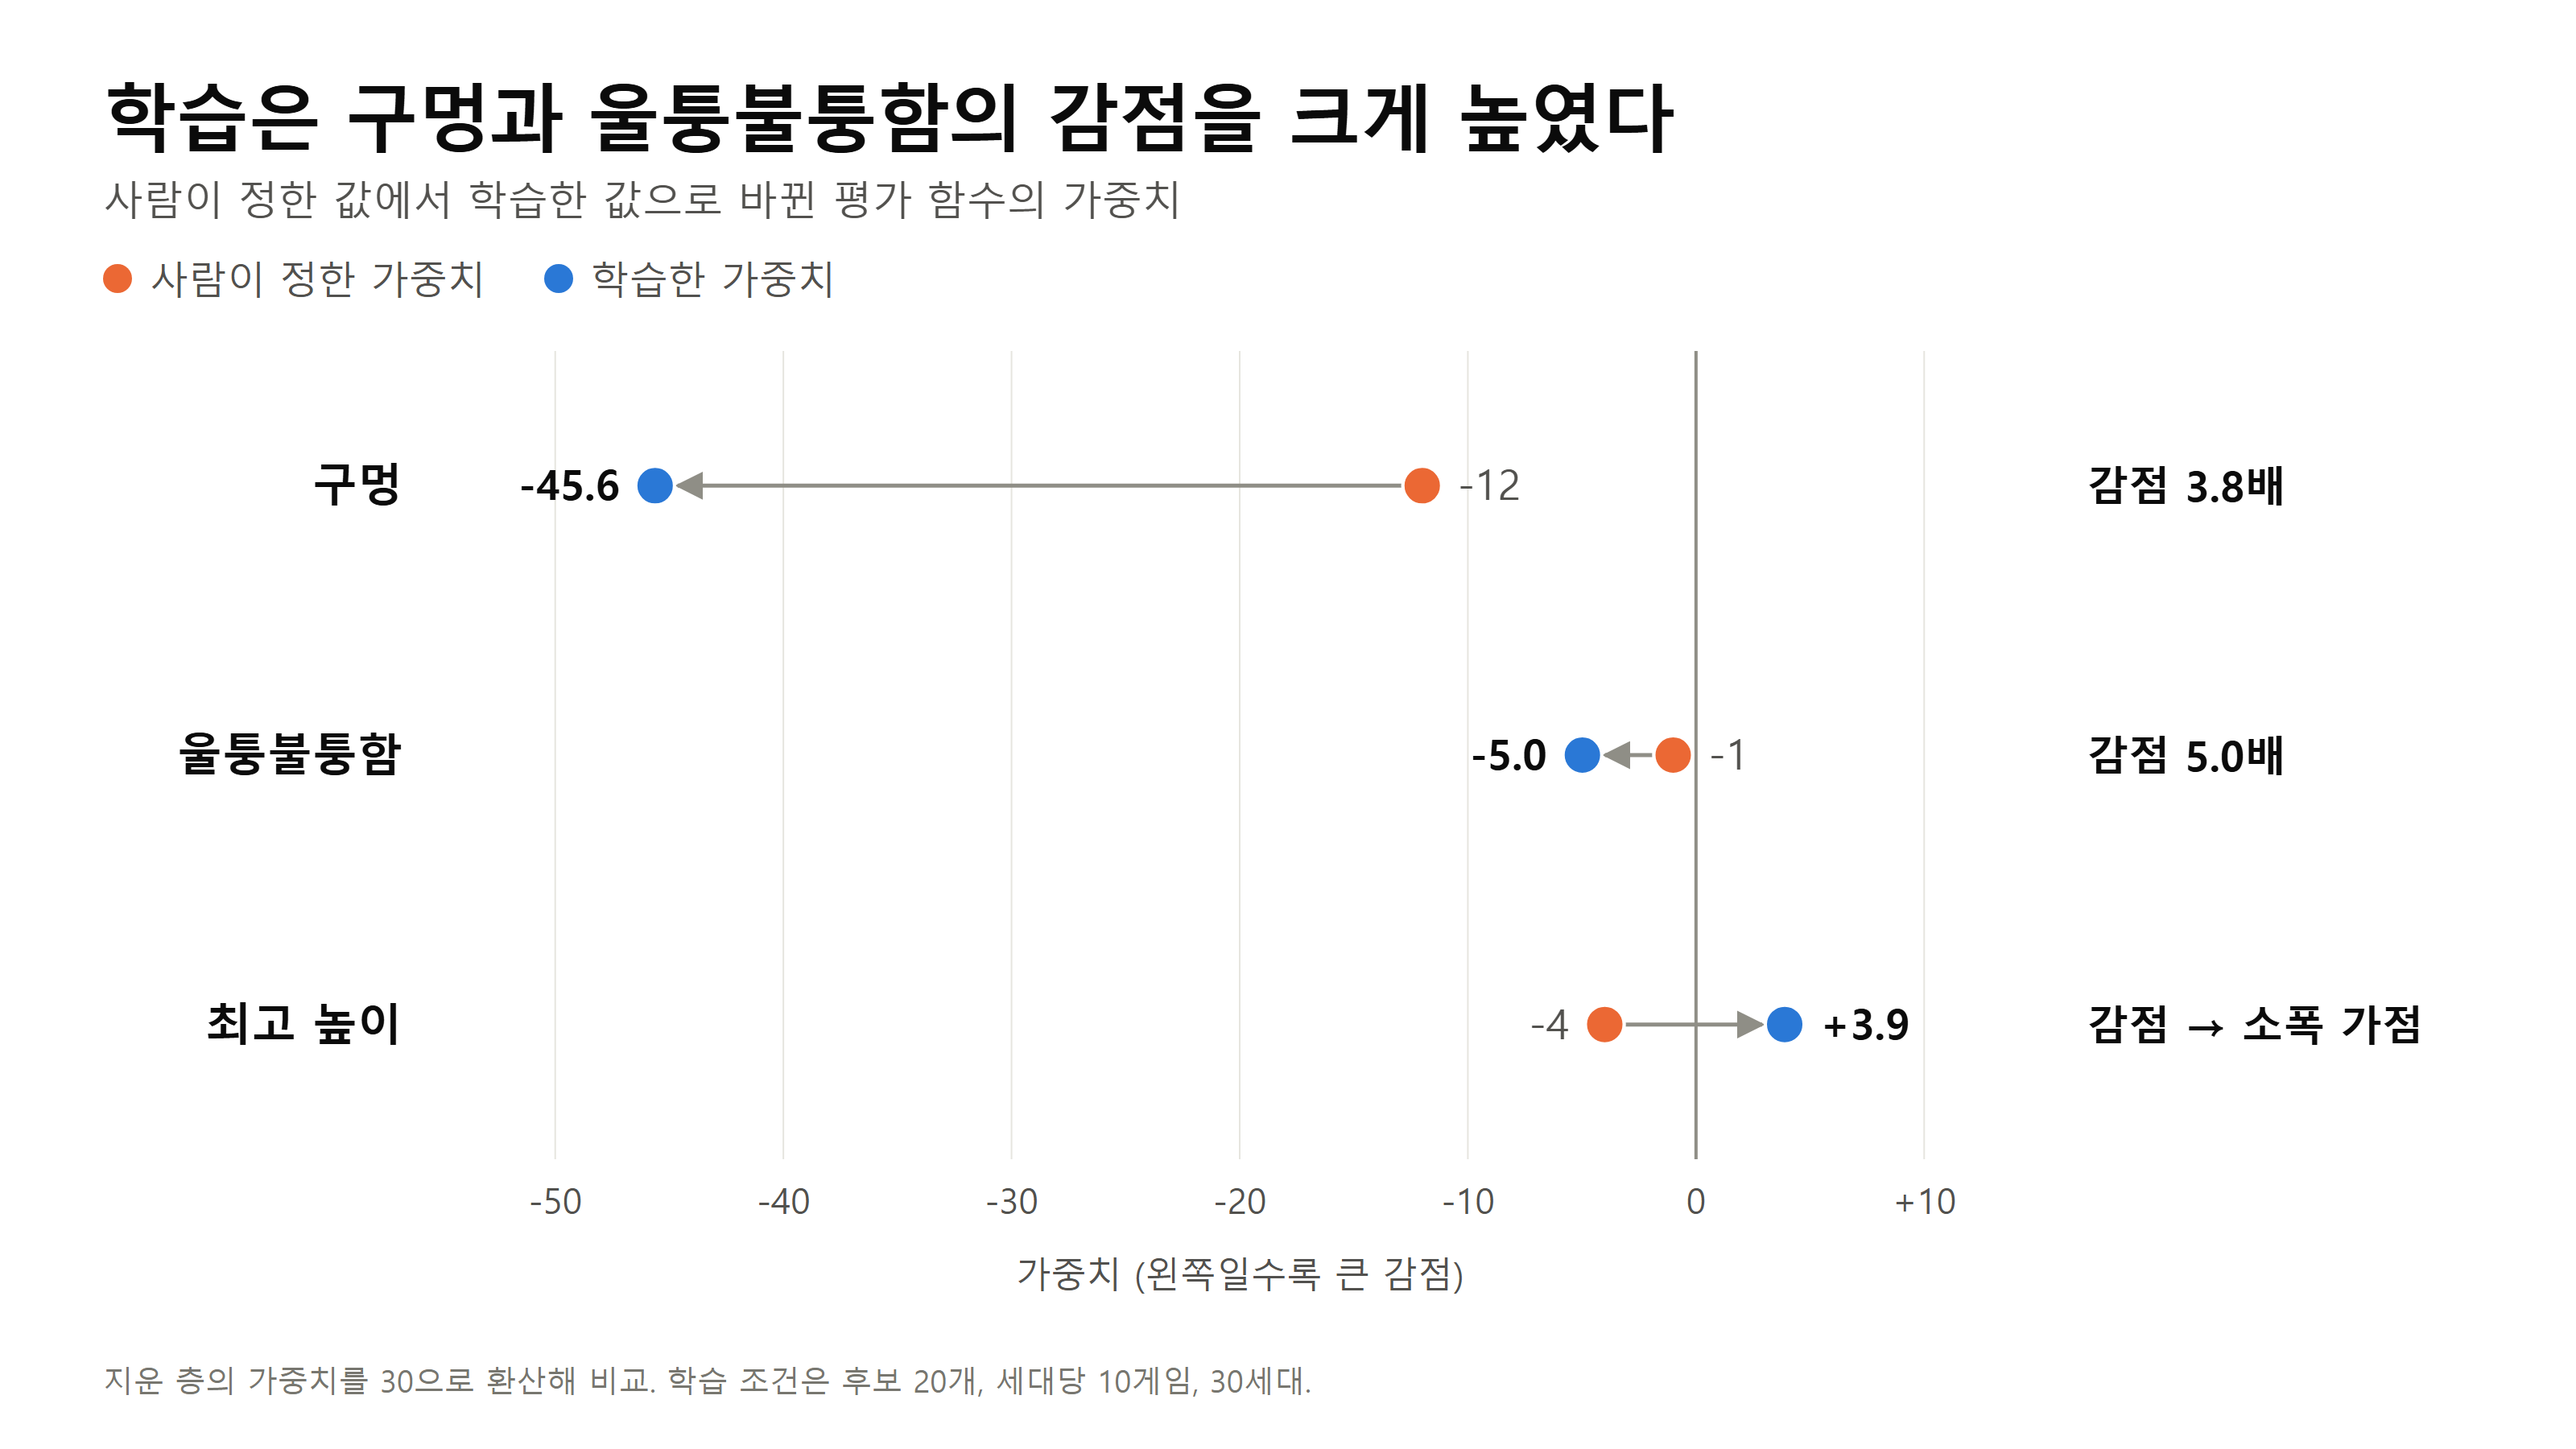 학습은 구멍과 울퉁불퉁함의 감점을 크게 높였다
사람이 정한 값에서 학습한 값으로 바뀐 평가 함수의 가중치
사람이 정한 가중치 학습한 가중치
구멍 -45.6 -12 감점 3.8배
울퉁불퉁함 -5.0 -1 감점 5.0배
최고 높이 -4 +3.9 감점 → 소폭 가점
-50 -40 -30 -20 -10 0 +10
가중치 (왼쪽일수록 큰 감점)
지운 층의 가중치를 30으로 환산해 비교. 학습 조건은 후보 20개, 세대당 10게임, 30세대.